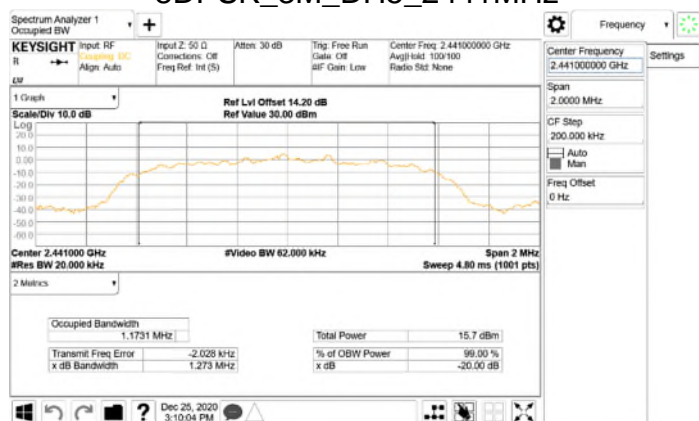 8DPSK_3M_DH5_2441MHz
Spectrum Analyzer 1
Occupied BW
+
Frequency
KEYSIGHT
R
LM
Input: RF
Coupling: DC
Align: Auto
Input Z: 50 Ω
Corrections: Off
Freq Ref: Int (S)
Atten: 30 dB
Trig: Free Run
Gate: Off
#IF Gain: Low
Center Freq: 2.441000000 GHz
Avg|Hold: 100/100
Radio Std: None
Center Frequency
2.441000000 GHz
Settings
Span
2.0000 MHz
CF Step
200.000 kHz
Auto
Man
Freq Offset
0 Hz
1 Graph
Scale/Div 10.0 dB
Ref Lvl Offset 14.20 dB
Ref Value 30.00 dBm
Log
20.0
10.0
0.00
-10.0
-20.0
-30.0
-40.0
-50.0
-60.0
Center 2.441000 GHz
#Res BW 20.000 kHz
#Video BW 62.000 kHz
Span 2 MHz
Sweep 4.80 ms (1001 pts)
2 Metrics
Occupied Bandwidth
1.1731 MHz
Total Power 15.7 dBm
Transmit Freq Error -2.028 kHz
% of OBW Power 99.00 %
x dB Bandwidth 1.273 MHz
x dB -20.00 dB
?
Dec 25, 2020
3:10:04 PM